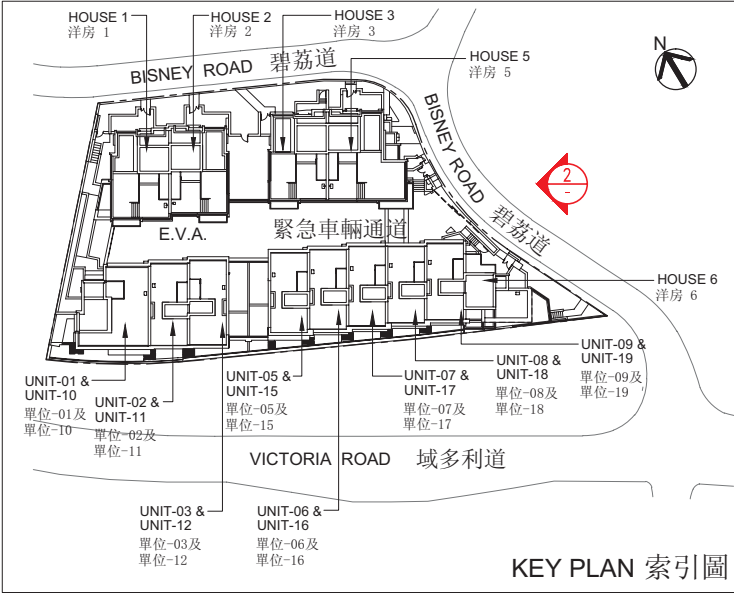 HOUSE 1
洋房 1
HOUSE 2
洋房 2
HOUSE 3
洋房 3
HOUSE 5
洋房 5
N
BISNEY ROAD 碧荔道
BISNEY ROAD 碧荔道
2
-
E.V.A. 緊急車輛通道
HOUSE 6
洋房 6
UNIT-01 &
UNIT-10
單位-01及
單位-10
UNIT-02 &
UNIT-11
單位-02及
單位-11
UNIT-05 &
UNIT-15
單位-05及
單位-15
UNIT-07 &
UNIT-17
單位-07及
單位-17
UNIT-08 &
UNIT-18
單位-08及
單位-18
UNIT-09 &
UNIT-19
單位-09及
單位-19
VICTORIA ROAD 域多利道
UNIT-03 &
UNIT-12
單位-03及
單位-12
UNIT-06 &
UNIT-16
單位-06及
單位-16
KEY PLAN 索引圖